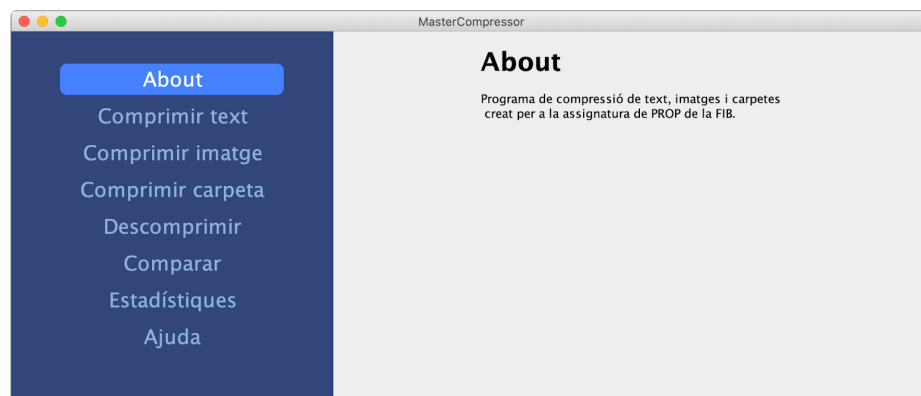 MasterCompressor
About
Comprimir text
Comprimir imatge
Comprimir carpeta
Descomprimir
Comparar
Estadístiques
Ajuda
About
Programa de compressió de text, imatges i carpetes
creat per a la assignatura de PROP de la FIB.